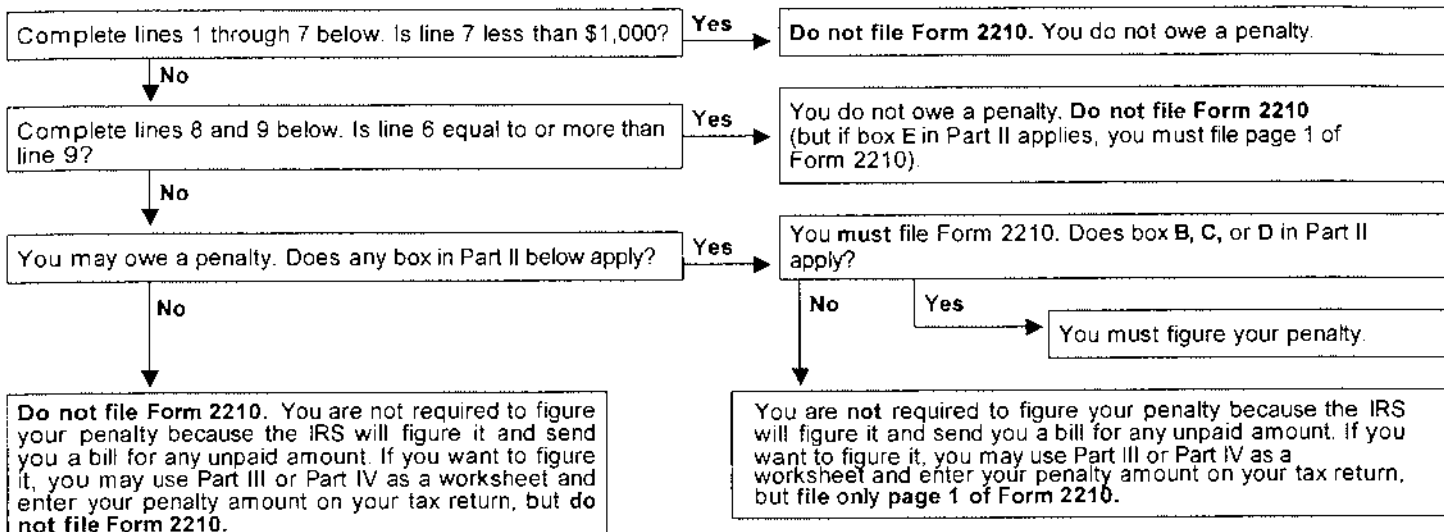 Complete lines 1 through 7 below. Is line 7 less than $1,000?
Yes
Do not file Form 2210. You do not owe a penalty.
No
Complete lines 8 and 9 below. Is line 6 equal to or more than
line 9?
Yes
You do not owe a penalty. Do not file Form 2210
(but if box E in Part II applies, you must file page 1 of
Form 2210).
No
You may owe a penalty. Does any box in Part II below apply?
Yes
You must file Form 2210. Does box B, C, or D in Part II
apply?
No
No
Yes
You must figure your penalty.
Do not file Form 2210. You are not required to figure
your penalty because the IRS will figure it and send
you a bill for any unpaid amount. If you want to figure
it, you may use Part III or Part IV as a worksheet and
enter your penalty amount on your tax return, but do
not file Form 2210.
You are not required to figure your penalty because the IRS
will figure it and send you a bill for any unpaid amount. If you
want to figure it, you may use Part III or Part IV as a
worksheet and enter your penalty amount on your tax return,
but file only page 1 of Form 2210.